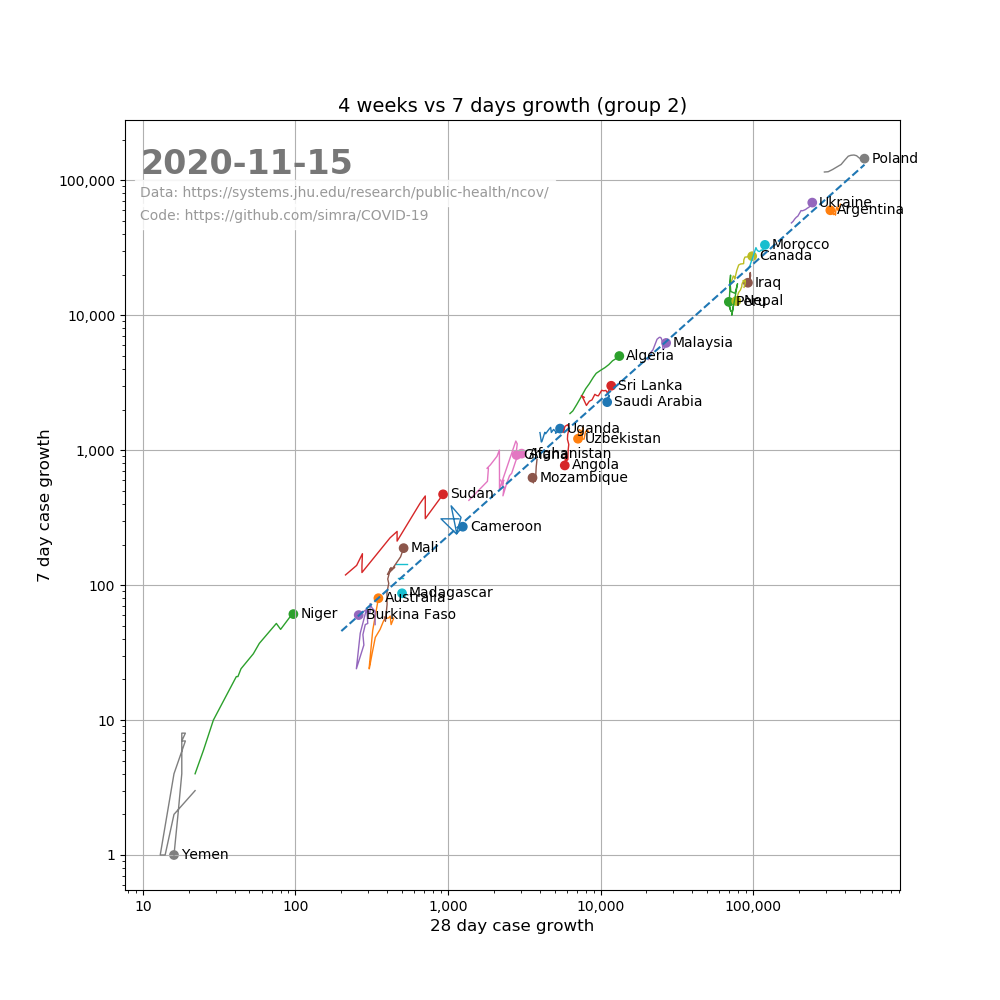 4 weeks vs 7 days growth (group 2)
2020-11-15
Data: https://systems.jhu.edu/research/public-health/ncov/
Code: https://github.com/simra/COVID-19
Poland
Ukraine
Argentina
Morocco
Canada
Iraq
Peru
Nepal
Malaysia
Algeria
Sri Lanka
Saudi Arabia
Uganda
Uzbekistan
Ghana
Afghanistan
Angola
Mozambique
Sudan
Cameroon
Mali
Madagascar
Australia
Burkina Faso
Niger
Yemen
100,000
10,000
1,000
100
10
1
7 day case growth
10
100
1,000
10,000
100,000
28 day case growth